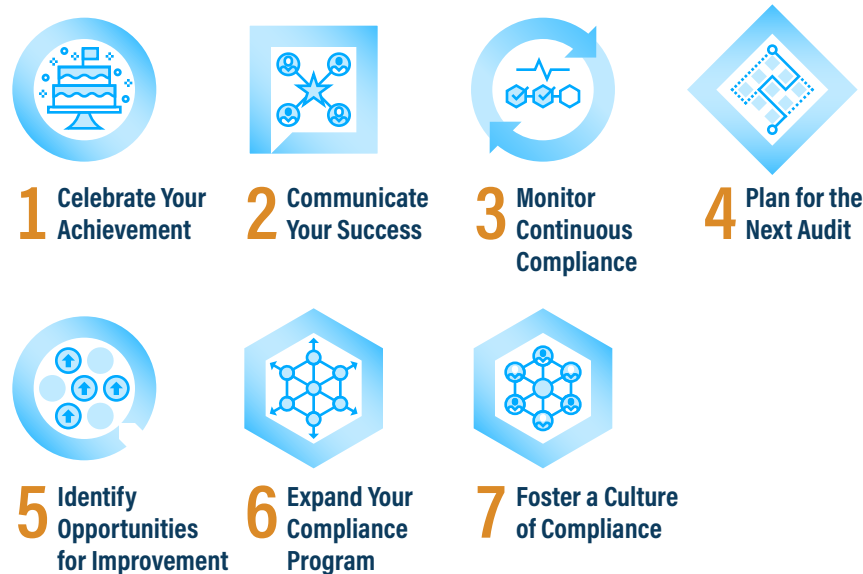 1 Celebrate Your
Achievement
2 Communicate
Your Success
3 Monitor
Continuous
Compliance
4 Plan for the
Next Audit
5 Identify
Opportunities
for Improvement
6 Expand Your
Compliance
Program
7 Foster a Culture
of Compliance